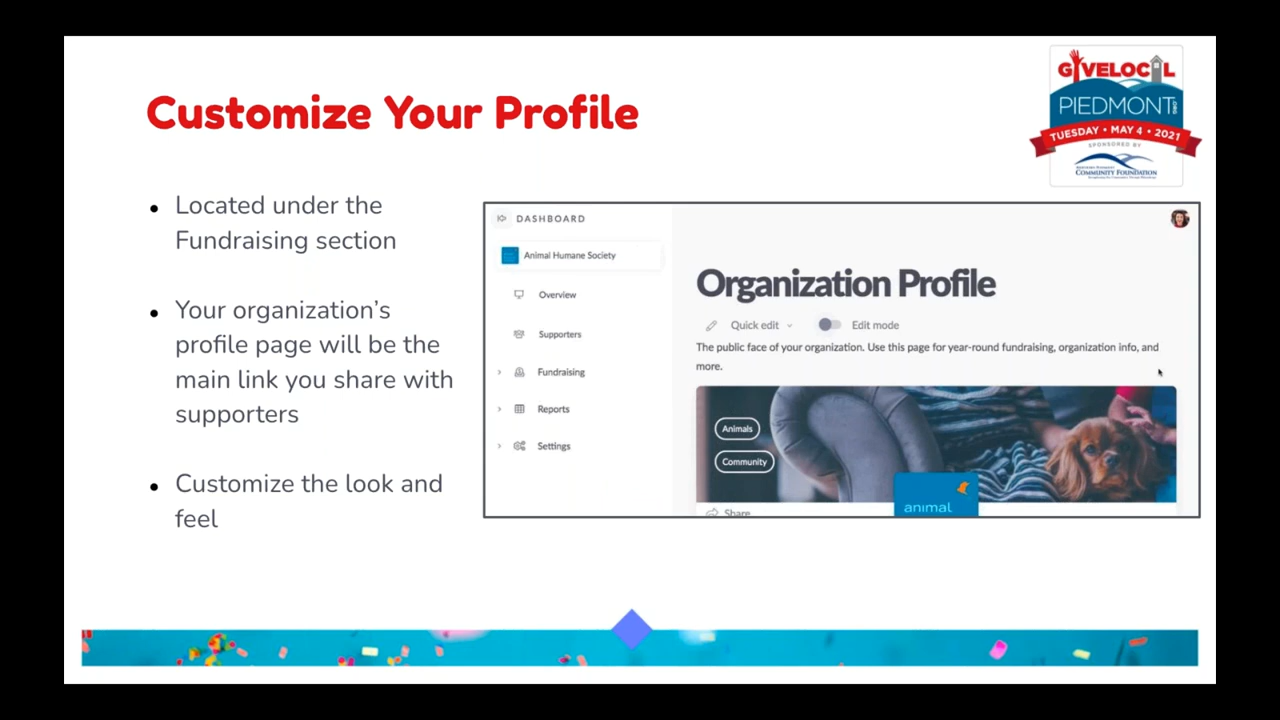 GIVELOCAL
PIEDMONT.ORG
TUESDAY • MAY 4 • 2021
SPONSORED BY
COMMUNITY FOUNDATION
Customize Your Profile
• Located under the
Fundraising section
• Your organization’s
profile page will be the
main link you share with
supporters
• Customize the look and
feel
DASHBOARD
Animal Humane Society
Overview
Supporters
Fundraising
Reports
Settings
Organization Profile
Quick edit
Edit mode
The public face of your organization. Use this page for year-round fundraising, organization info, and
more.
Animals
Community
Share
animal